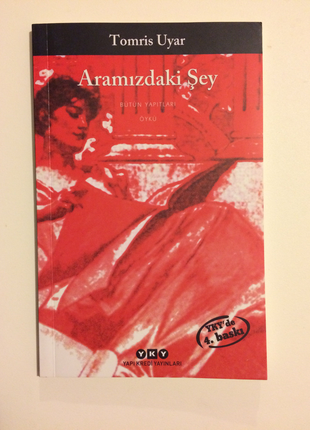 Tomris Uyar
Aramızdaki Şey
BÜTÜN YAPITLARI
ÖYKÜ
YKY'de
4. baskı
YKY
YAPI KREDİ YAYINLARI